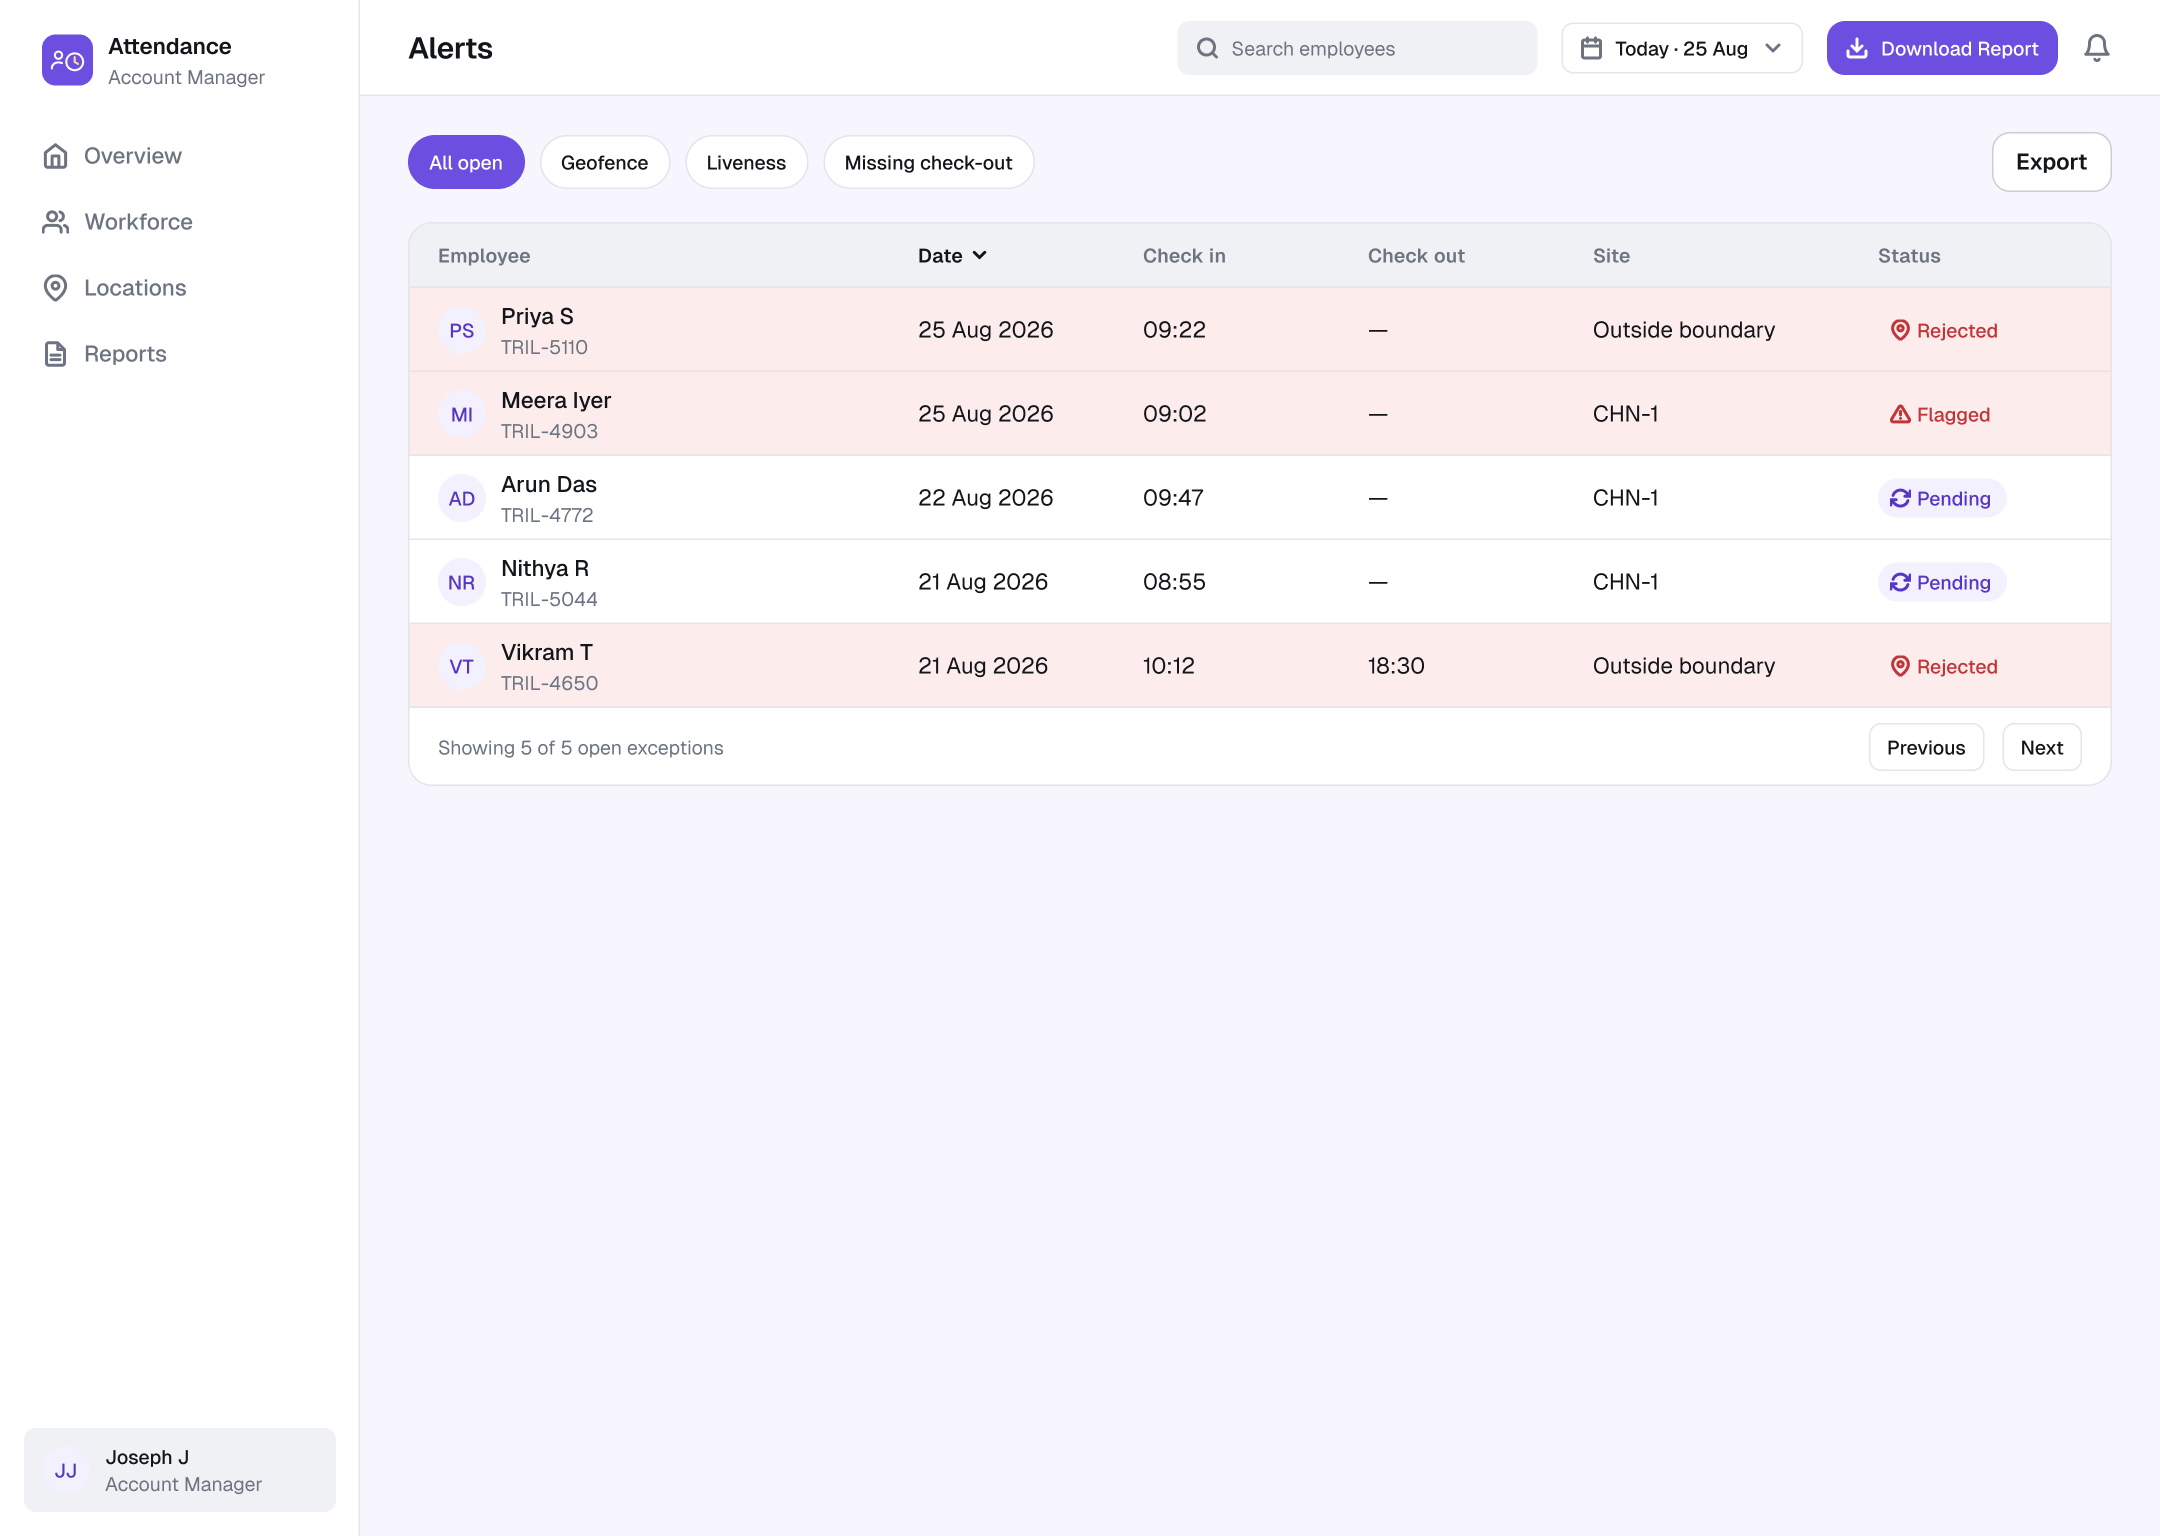 Attendance
Account Manager
Overview
Workforce
Locations
Reports
JJ
Joseph J
Account Manager
Alerts
Search employees
Today · 25 Aug
Download Report
All open
Geofence
Liveness
Missing check-out
Export
Employee Date Check in Check out Site Status
PS Priya S TRIL-5110 25 Aug 2026 09:22 — Outside boundary Rejected
MI Meera Iyer TRIL-4903 25 Aug 2026 09:02 — CHN-1 Flagged
AD Arun Das TRIL-4772 22 Aug 2026 09:47 — CHN-1 Pending
NR Nithya R TRIL-5044 21 Aug 2026 08:55 — CHN-1 Pending
VT Vikram T TRIL-4650 21 Aug 2026 10:12 18:30 Outside boundary Rejected
Showing 5 of 5 open exceptions
Previous
Next